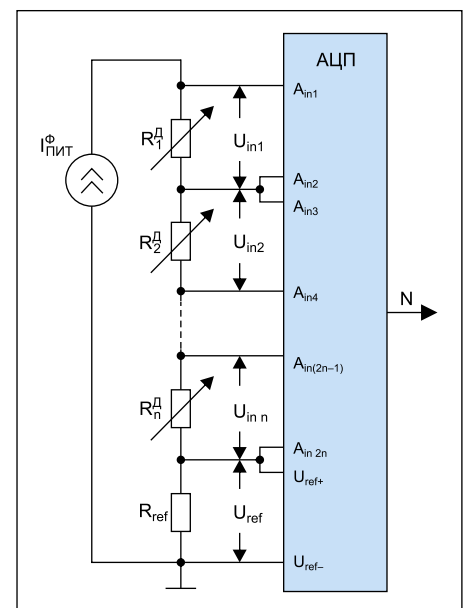 АЦП
A_in1
I^Ф_ПИТ
R^Д_1
U_in1
A_in2
A_in3
R^Д_2
U_in2
A_in4
N
A_in(2n–1)
R^Д_n
U_in n
A_in 2n
U_ref+
R_ref
U_ref
U_ref–